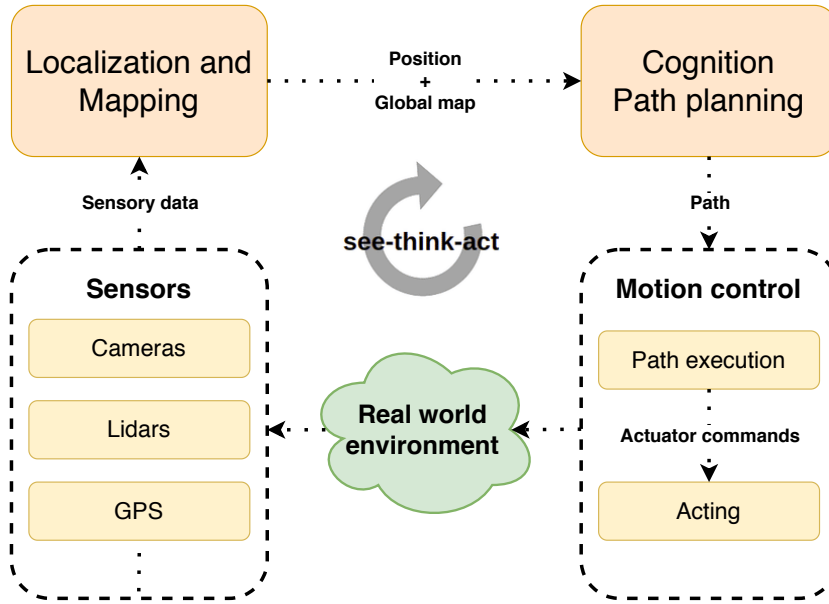 Localization and
Mapping
Position
+
Global map
Cognition
Path planning
Sensory data
Path
see-think-act
Sensors
Cameras
Lidars
GPS
Real world
environment
Motion control
Path execution
Actuator commands
Acting